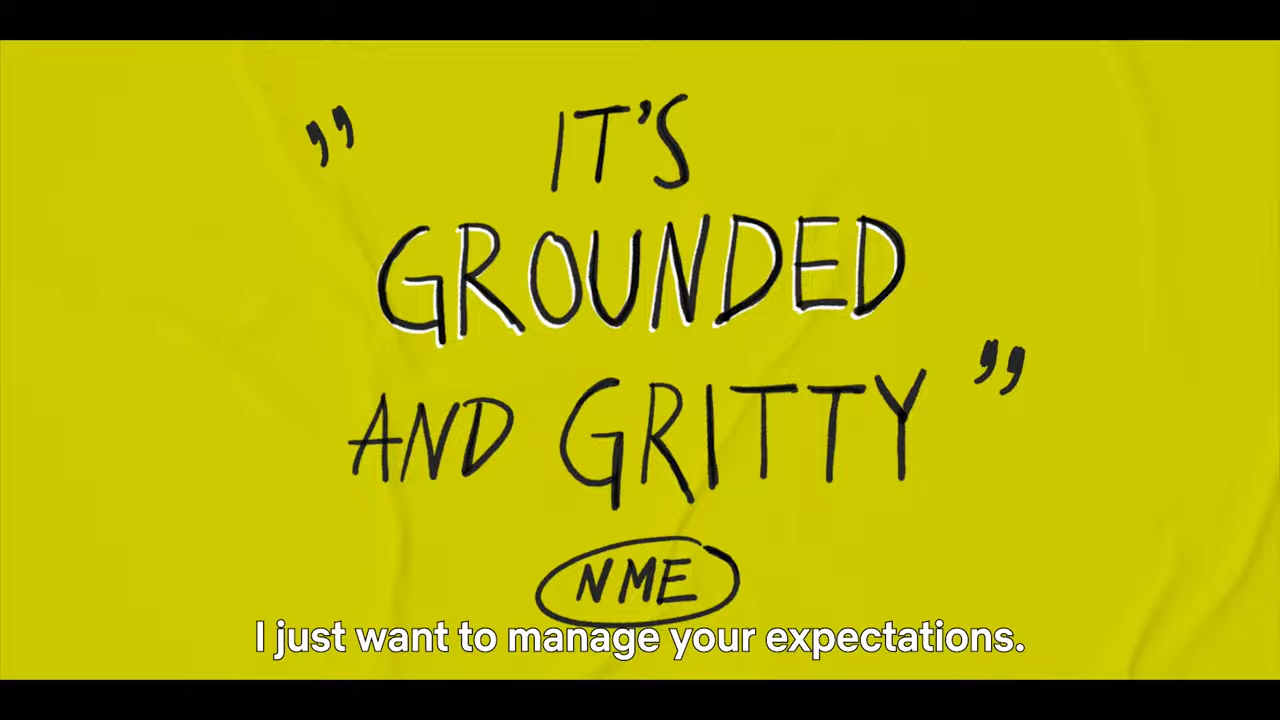 ” IT'S
GROUNDED
AND GRITTY ”
NME
I just want to manage your expectations.